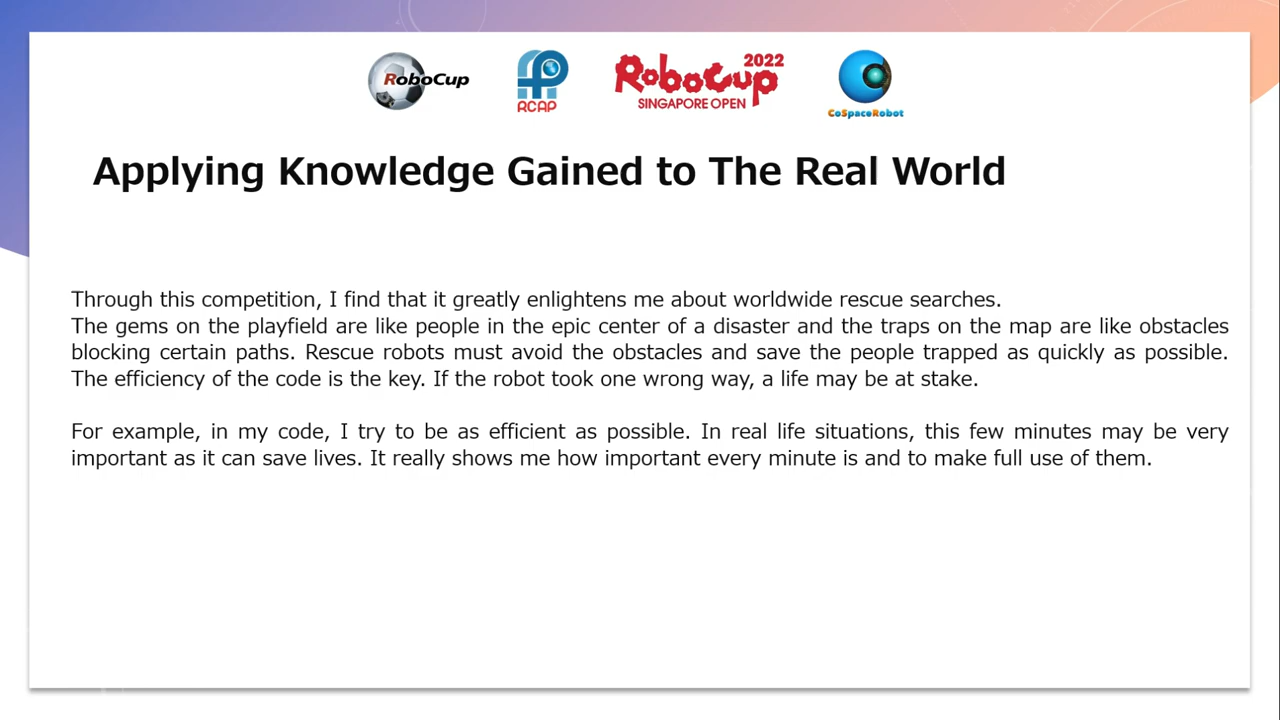 RoboCup
RCAP
RoboCup 2022
SINGAPORE OPEN
CoSpaceRobot
Applying Knowledge Gained to The Real World
Through this competition, I find that it greatly enlightens me about worldwide rescue searches.
The gems on the playfield are like people in the epic center of a disaster and the traps on the map are like obstacles
blocking certain paths. Rescue robots must avoid the obstacles and save the people trapped as quickly as possible.
The efficiency of the code is the key. If the robot took one wrong way, a life may be at stake.
For example, in my code, I try to be as efficient as possible. In real life situations, this few minutes may be very
important as it can save lives. It really shows me how important every minute is and to make full use of them.